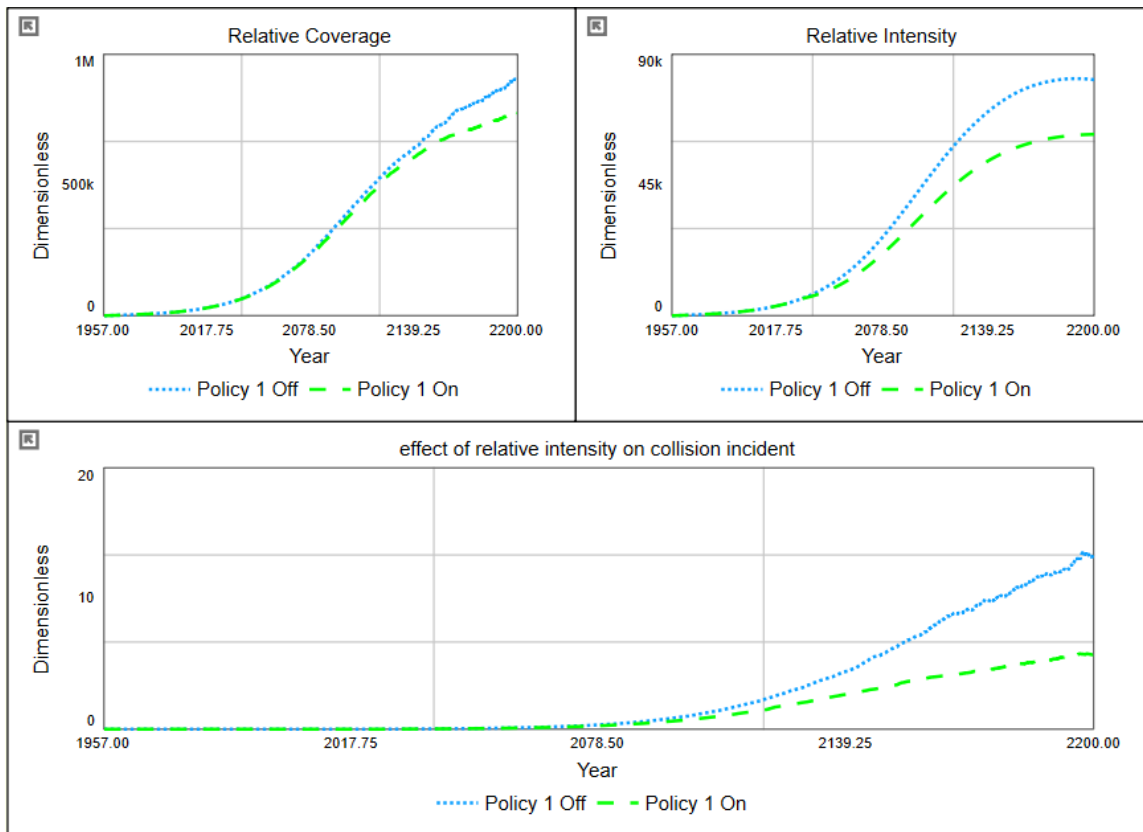 Relative Coverage
1M
500k
0
Dimensionless
1957.00 2017.75 2078.50 2139.25 2200.00
Year
Policy 1 Off Policy 1 On
Relative Intensity
90k
45k
0
Dimensionless
1957.00 2017.75 2078.50 2139.25 2200.00
Year
Policy 1 Off Policy 1 On
effect of relative intensity on collision incident
20
10
0
Dimensionless
1957.00 2017.75 2078.50 2139.25 2200.00
Year
Policy 1 Off Policy 1 On